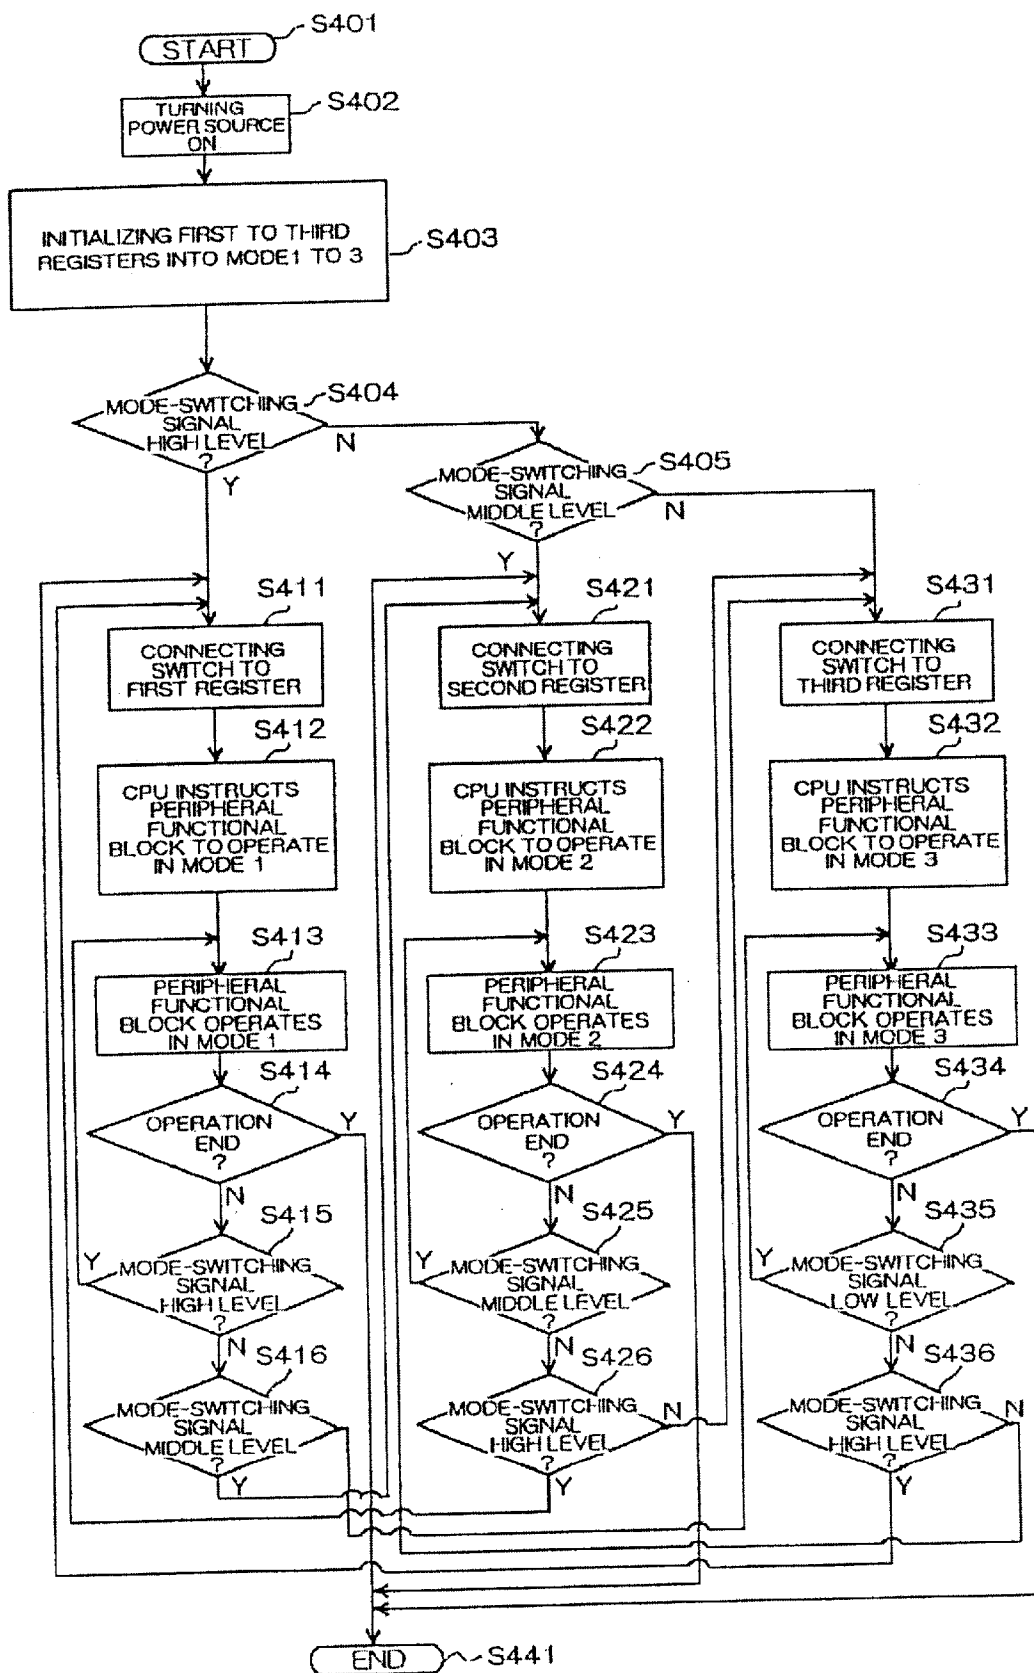 START
S401
TURNING
POWER SOURCE
ON
S402
INITIALIZING FIRST TO THIRD
REGISTERS INTO MODE1 TO 3
S403
MODE-SWITCHING
SIGNAL
HIGH LEVEL
?
S404
N
Y
MODE-SWITCHING
SIGNAL
MIDDLE LEVEL
?
S405
N
Y
S411
CONNECTING
SWITCH TO
FIRST REGISTER
S421
CONNECTING
SWITCH TO
SECOND REGISTER
S431
CONNECTING
SWITCH TO
THIRD REGISTER
S412
CPU INSTRUCTS
PERIPHERAL
FUNCTIONAL
BLOCK TO OPERATE
IN MODE 1
S422
CPU INSTRUCTS
PERIPHERAL
FUNCTIONAL
BLOCK TO OPERATE
IN MODE 2
S432
CPU INSTRUCTS
PERIPHERAL
FUNCTIONAL
BLOCK TO OPERATE
IN MODE 3
S413
PERIPHERAL
FUNCTIONAL
BLOCK OPERATES
IN MODE 1
S423
PERIPHERAL
FUNCTIONAL
BLOCK OPERATES
IN MODE 2
S433
PERIPHERAL
FUNCTIONAL
BLOCK OPERATES
IN MODE 3
S414
OPERATION
END
?
Y
N
S424
OPERATION
END
?
Y
N
S434
OPERATION
END
?
Y
N
S415
Y
MODE-SWITCHING
SIGNAL
HIGH LEVEL
?
N
S425
Y
MODE-SWITCHING
SIGNAL
MIDDLE LEVEL
?
N
S435
Y
MODE-SWITCHING
SIGNAL
LOW LEVEL
?
N
S416
MODE-SWITCHING
SIGNAL
MIDDLE LEVEL
?
Y
S426
MODE-SWITCHING
SIGNAL
HIGH LEVEL
?
N
Y
S436
MODE-SWITCHING
SIGNAL
HIGH LEVEL
?
N
Y
END
S441